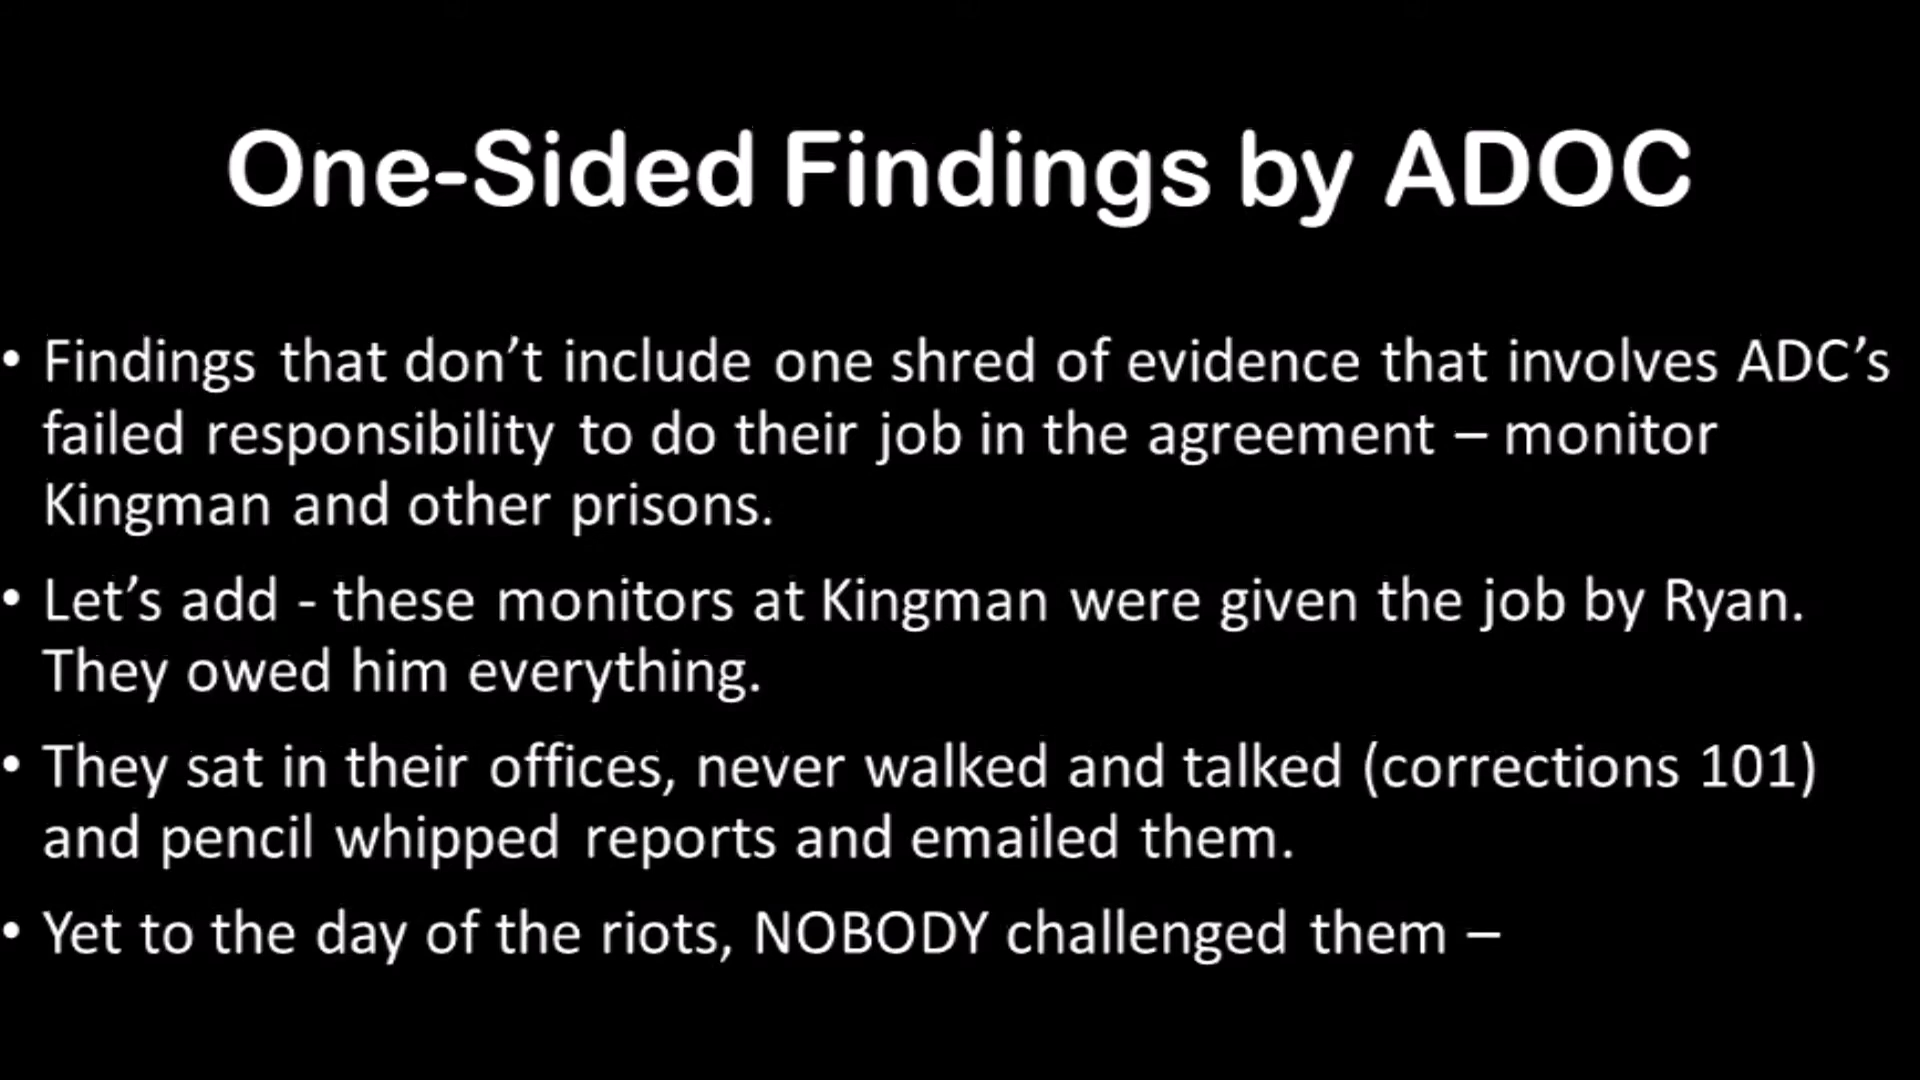 One-Sided Findings by ADOC
• Findings that don’t include one shred of evidence that involves ADC’s
failed responsibility to do their job in the agreement – monitor
Kingman and other prisons.
• Let’s add - these monitors at Kingman were given the job by Ryan.
They owed him everything.
• They sat in their offices, never walked and talked (corrections 101)
and pencil whipped reports and emailed them.
• Yet to the day of the riots, NOBODY challenged them –